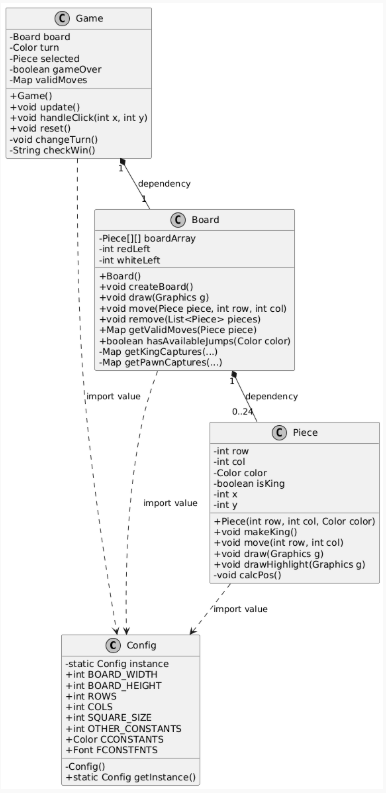 C Game
-Board board
-Color turn
-Piece selected
-boolean gameOver
-Map validMoves
+Game()
+void update()
+void handleClick(int x, int y)
+void reset()
-void changeTurn()
-String checkWin()
1
dependency
1
C Board
-Piece[][] boardArray
-int redLeft
-int whiteLeft
+Board()
+void createBoard()
+void draw(Graphics g)
+void move(Piece piece, int row, int col)
+void remove(List<Piece> pieces)
+Map getValidMoves(Piece piece)
+boolean hasAvailableJumps(Color color)
-Map getKingCaptures(...)
-Map getPawnCaptures(...)
1
import value
dependency
0..24
C Piece
-int row
-int col
-Color color
-boolean isKing
-int x
-int y
+Piece(int row, int col, Color color)
+void makeKing()
+void move(int row, int col)
+void draw(Graphics g)
+void drawHighlight(Graphics g)
-void calcPos()
import value
import value
C Config
-static Config instance
+int BOARD_WIDTH
+int BOARD_HEIGHT
+int ROWS
+int COLS
+int SQUARE_SIZE
+int OTHER_CONSTANTS
+Color CCONSTANTS
+Font FCONSTFNTS
-Config()
+static Config getInstance()